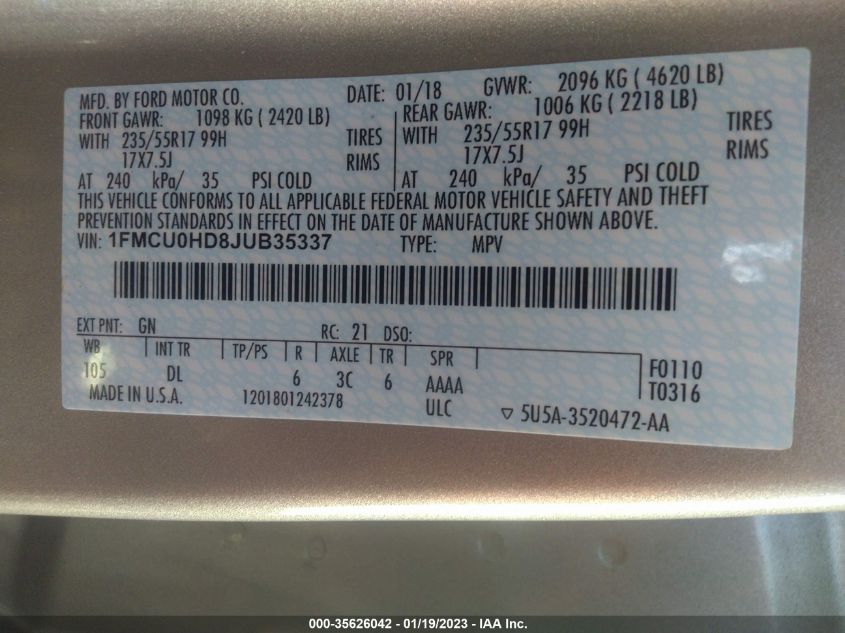 MFD. BY FORD MOTOR CO. DATE: 01/18 GVWR: 2096 KG ( 4620 LB)
FRONT GAWR: 1098 KG ( 2420 LB) REAR GAWR: 1006 KG ( 2218 LB)
WITH 235/55R17 99H TIRES WITH 235/55R17 99H TIRES
17X7.5J RIMS 17X7.5J RIMS
AT 240 kPa/ 35 PSI COLD AT 240 kPa/ 35 PSI COLD
THIS VEHICLE CONFORMS TO ALL APPLICABLE FEDERAL MOTOR VEHICLE SAFETY AND THEFT
PREVENTION STANDARDS IN EFFECT ON THE DATE OF MANUFACTURE SHOWN ABOVE.
VIN: 1FMCU0HD8JUB35337 TYPE: MPV
EXT PNT: GN RC: 21 DSO:
WB INT TR TP/PS R AXLE TR SPR F0110
105 DL 6 3C 6 AAAA T0316
MADE IN U.S.A. 1201801242378 ULC ▽ 5U5A-3520472-AA
000-35626042 - 01/19/2023 - IAA Inc.